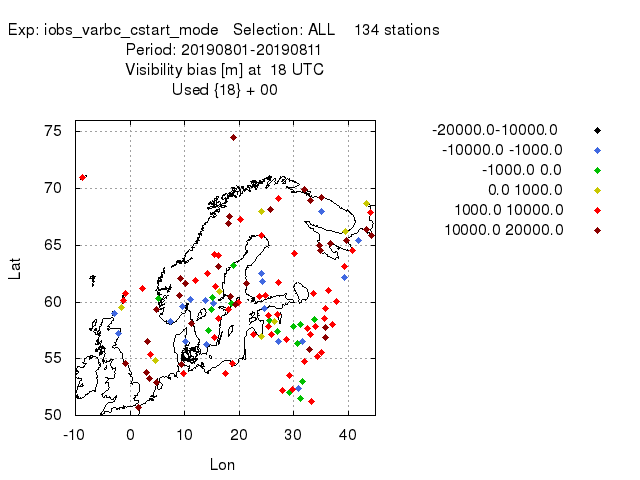 Exp: iobs_varbc_cstart_mode Selection: ALL 134 stations
Period: 20190801-20190811
Visibility bias [m] at 18 UTC
Used {18} + 00
75
70
65
60
55
50
Lat
-10 0 10 20 30 40
Lon
-20000.0-10000.0
-10000.0 -1000.0
-1000.0 0.0
0.0 1000.0
1000.0 10000.0
10000.0 20000.0